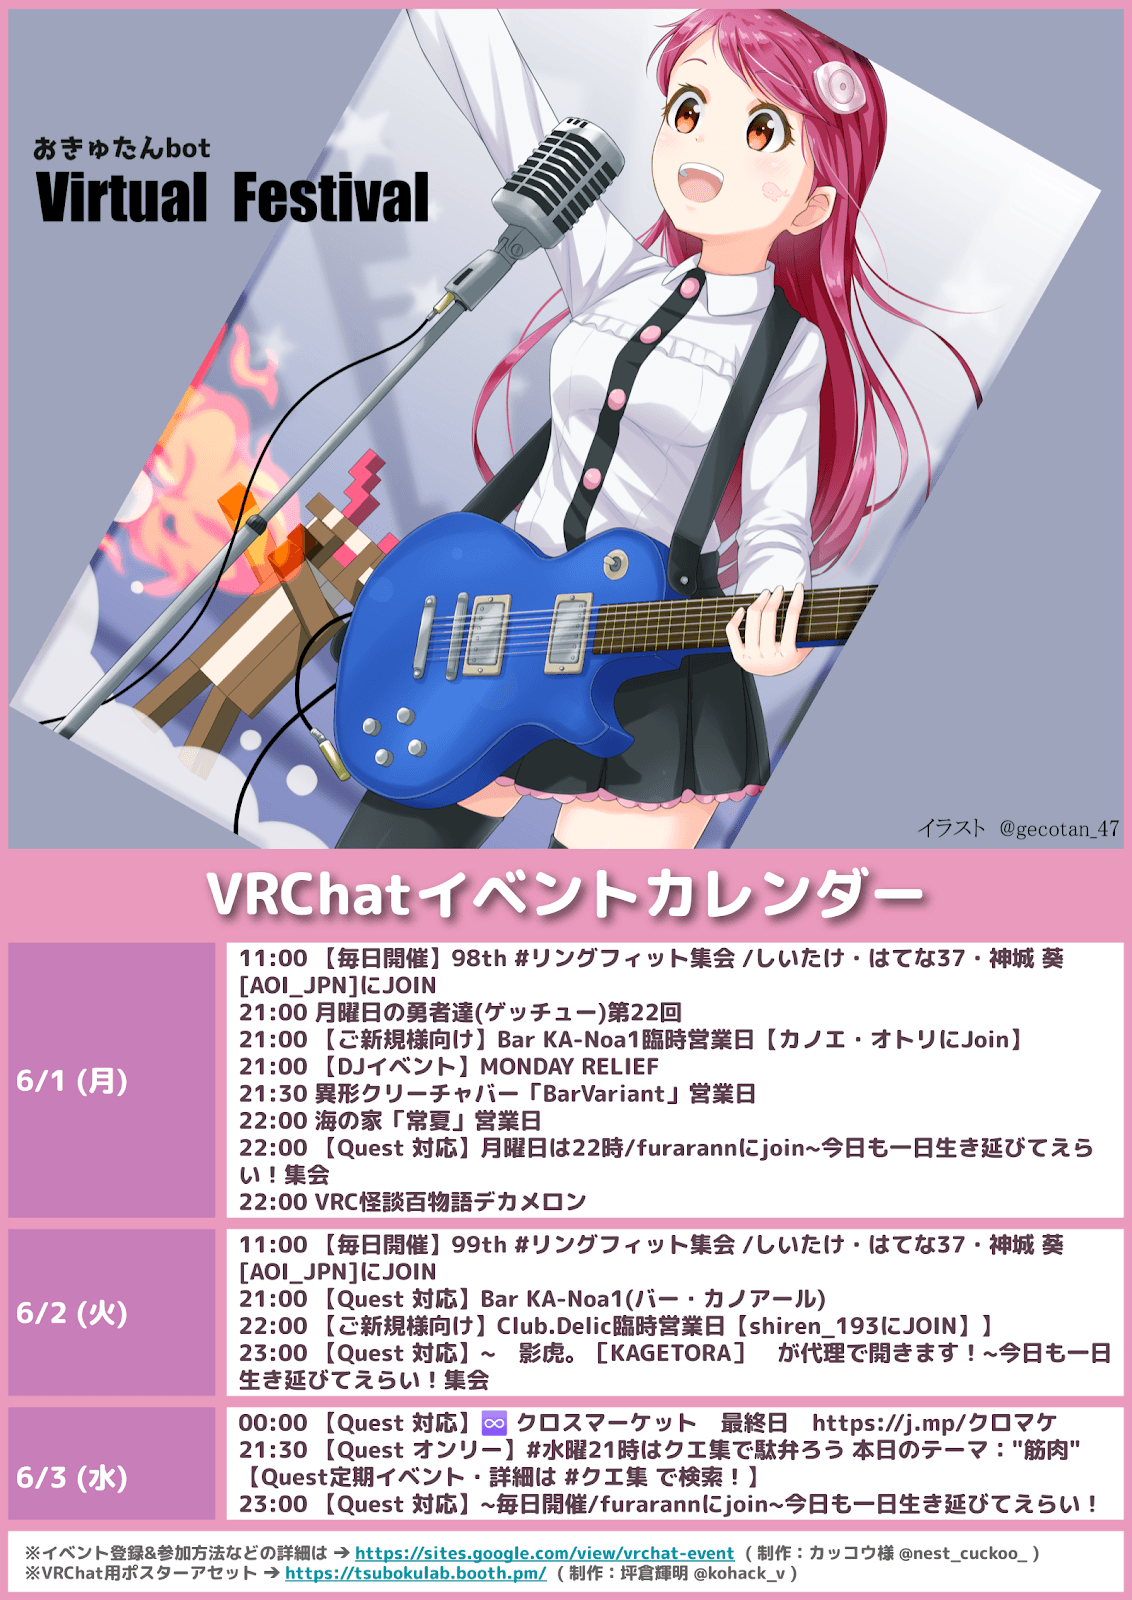 おきゅたんbot
Virtual Festival
イラスト @gecotan_47
VRChatイベントカレンダー
6/1 (月)
11:00 【毎日開催】98th #リングフィット集会 /しいたけ・はてな37・神城 葵
[AOI_JPN]にJOIN
21:00 月曜日の勇者達(ゲッチュー)第22回
21:00 【ご新規様向け】Bar KA-Noa1臨時営業日【カノエ・オトリにJoin】
21:00 【DJイベント】MONDAY RELIEF
21:30 異形クリーチャバー「BarVariant」営業日
22:00 海の家「常夏」営業日
22:00 【Quest 対応】月曜日は22時/furarannにjoin~今日も一日生き延びてえら
い！集会
22:00 VRC怪談百物語デカメロン
6/2 (火)
11:00 【毎日開催】99th #リングフィット集会 /しいたけ・はてな37・神城 葵
[AOI_JPN]にJOIN
21:00 【Quest 対応】Bar KA-Noa1(バー・カノアール)
22:00 【ご新規様向け】Club.Delic臨時営業日【shiren_193にJOIN】】
23:00 【Quest 対応】~　影虎。［KAGETORA］　が代理で開きます！~今日も一日
生き延びてえらい！集会
6/3 (水)
00:00 【Quest 対応】♾ クロスマーケット　最終日　https://j.mp/クロマケ
21:30 【Quest オンリー】#水曜21時はクエ集で駄弁ろう 本日のテーマ："筋肉"
【Quest定期イベント・詳細は #クエ集 で検索！】
23:00 【Quest 対応】~毎日開催/furarannにjoin~今日も一日生き延びてえらい！
※イベント登録&参加方法などの詳細は ➔ https://sites.google.com/view/vrchat-event ( 制作：カッコウ様 @nest_cuckoo_ )
※VRChat用ポスターアセット ➔ https://tsubokulab.booth.pm/ ( 制作：坪倉輝明 @kohack_v )